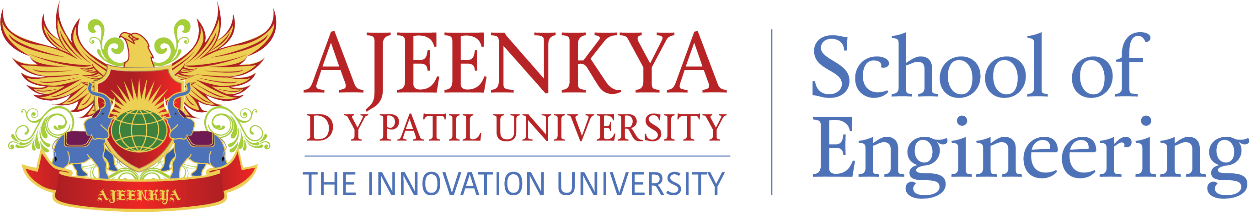 AJEENKYA
AJEENKYA
D Y PATIL UNIVERSITY
THE INNOVATION UNIVERSITY
School of
Engineering